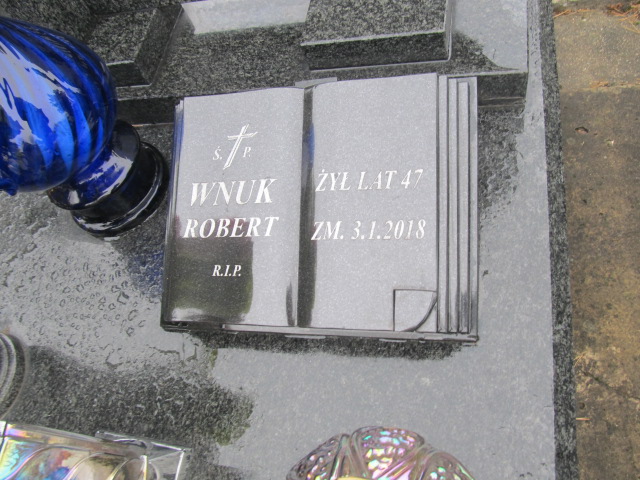 Ś. P.
WNUK
ROBERT
R.I.P.
ŻYŁ LAT 47
ZM. 3.1.2018